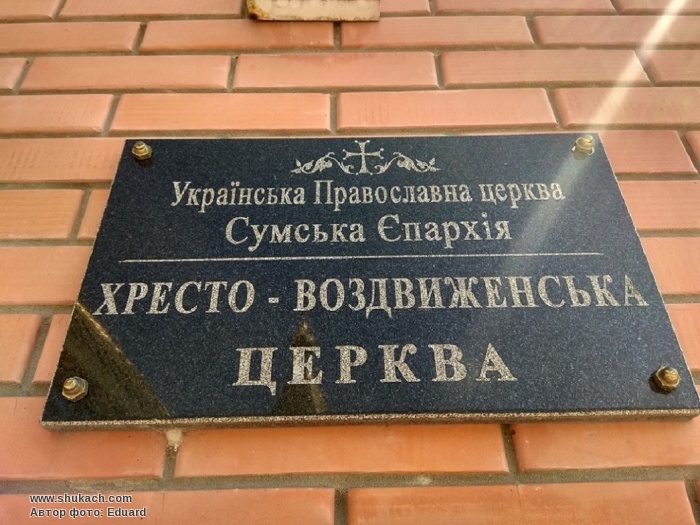 Українська Православна церква
Сумська Єпархія
ХРЕСТО - ВОЗДВИЖЕНСЬКА
ЦЕРКВА
www.shukach.com
Автор фото: Eduard